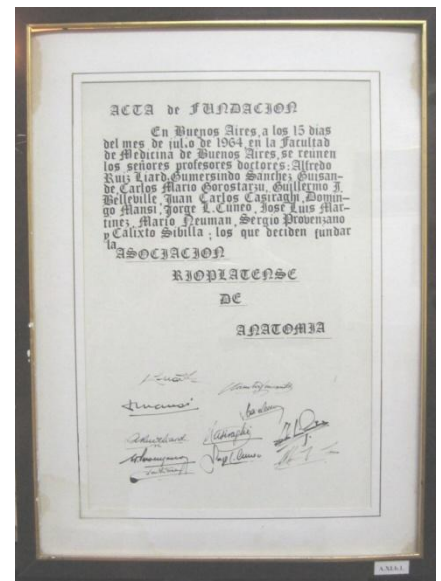 ACTA de FUNDACION
En Buenos Aires, a los 15 dias
del mes de jul.o de 1964, en la Facultad
de Medicina de Buenos Aires, se reunen
los señores profesores doctores: Alfredo
Ruiz Liard, Gumersindo Sanchez Guisan-
de, Carlos Mario Gorostarzu, Guillermo J.
Belleville, Juan Carlos Casiraghi, Domin-
go Mansi, Jorge L. Cuneo, Jose Luis Mar-
tinez, Mario Neuman, Sergio Provenzano
y Calixto Sibilla ; los que deciden fundar
la
ASOCIACION
RIOPLATENSE
DE
ANATOMIA